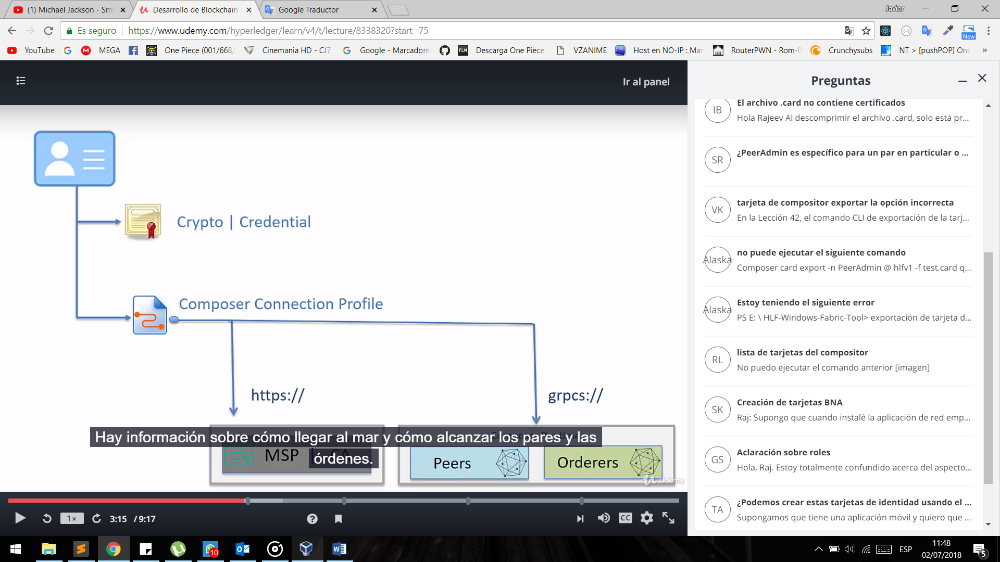 (1) Michael Jackson - Smo
Desarrollo de Blockchain
Google Traductor
Javier
Es seguro
https://www.udemy.com/hyperledger/learn/v4/t/lecture/8338320?start=75
New
YouTube
MEGA
One Piece (001/668/
Cinemania HD - CJ7
Google - Marcadore
FLN
Descarga One Piece
VZANIME
Host en NO-IP : Man
RouterPWN - Rom-0
Crunchysubs
NT > [pushPOP] One
»
Ir al panel
Crypto | Credential
Composer Connection Profile
https://
grpcs://
Hay información sobre cómo llegar al mar y cómo alcanzar los pares y las
órdenes.
MSP
Peers
Orderers
Udemy
1×
3:15 / 9:17
?
CC
Preguntas
IB
El archivo .card no contiene certificados
Hola Rajeev Al descomprimir el archivo .card, solo está pr...
SR
¿PeerAdmin es específico para un par en particular o ...
VK
tarjeta de compositor exportar la opción incorrecta
En la Lección 42, el comando CLI de exportación de la tarj...
Alaska
no puede ejecutar el siguiente comando
Composer card export -n PeerAdmin @ hlfv1 -f test.card q...
Alaska
Estoy teniendo el siguiente error
PS E: \ HLF-Windows-Fabric-Tool> exportación de tarjeta d...
RL
lista de tarjetas del compositor
No puedo ejecutar el comando anterior [imagen]
SK
Creación de tarjetas BNA
Raj: Supongo que cuando instalé la aplicación de red emp...
GS
Aclaración sobre roles
Hola, Raj. Estoy totalmente confundido acerca del aspecto...
TA
¿Podemos crear estas tarjetas de identidad usando el ...
Supongamos que tiene una aplicación móvil y quiero que ...
10
ESP
11:48
02/07/2018
5